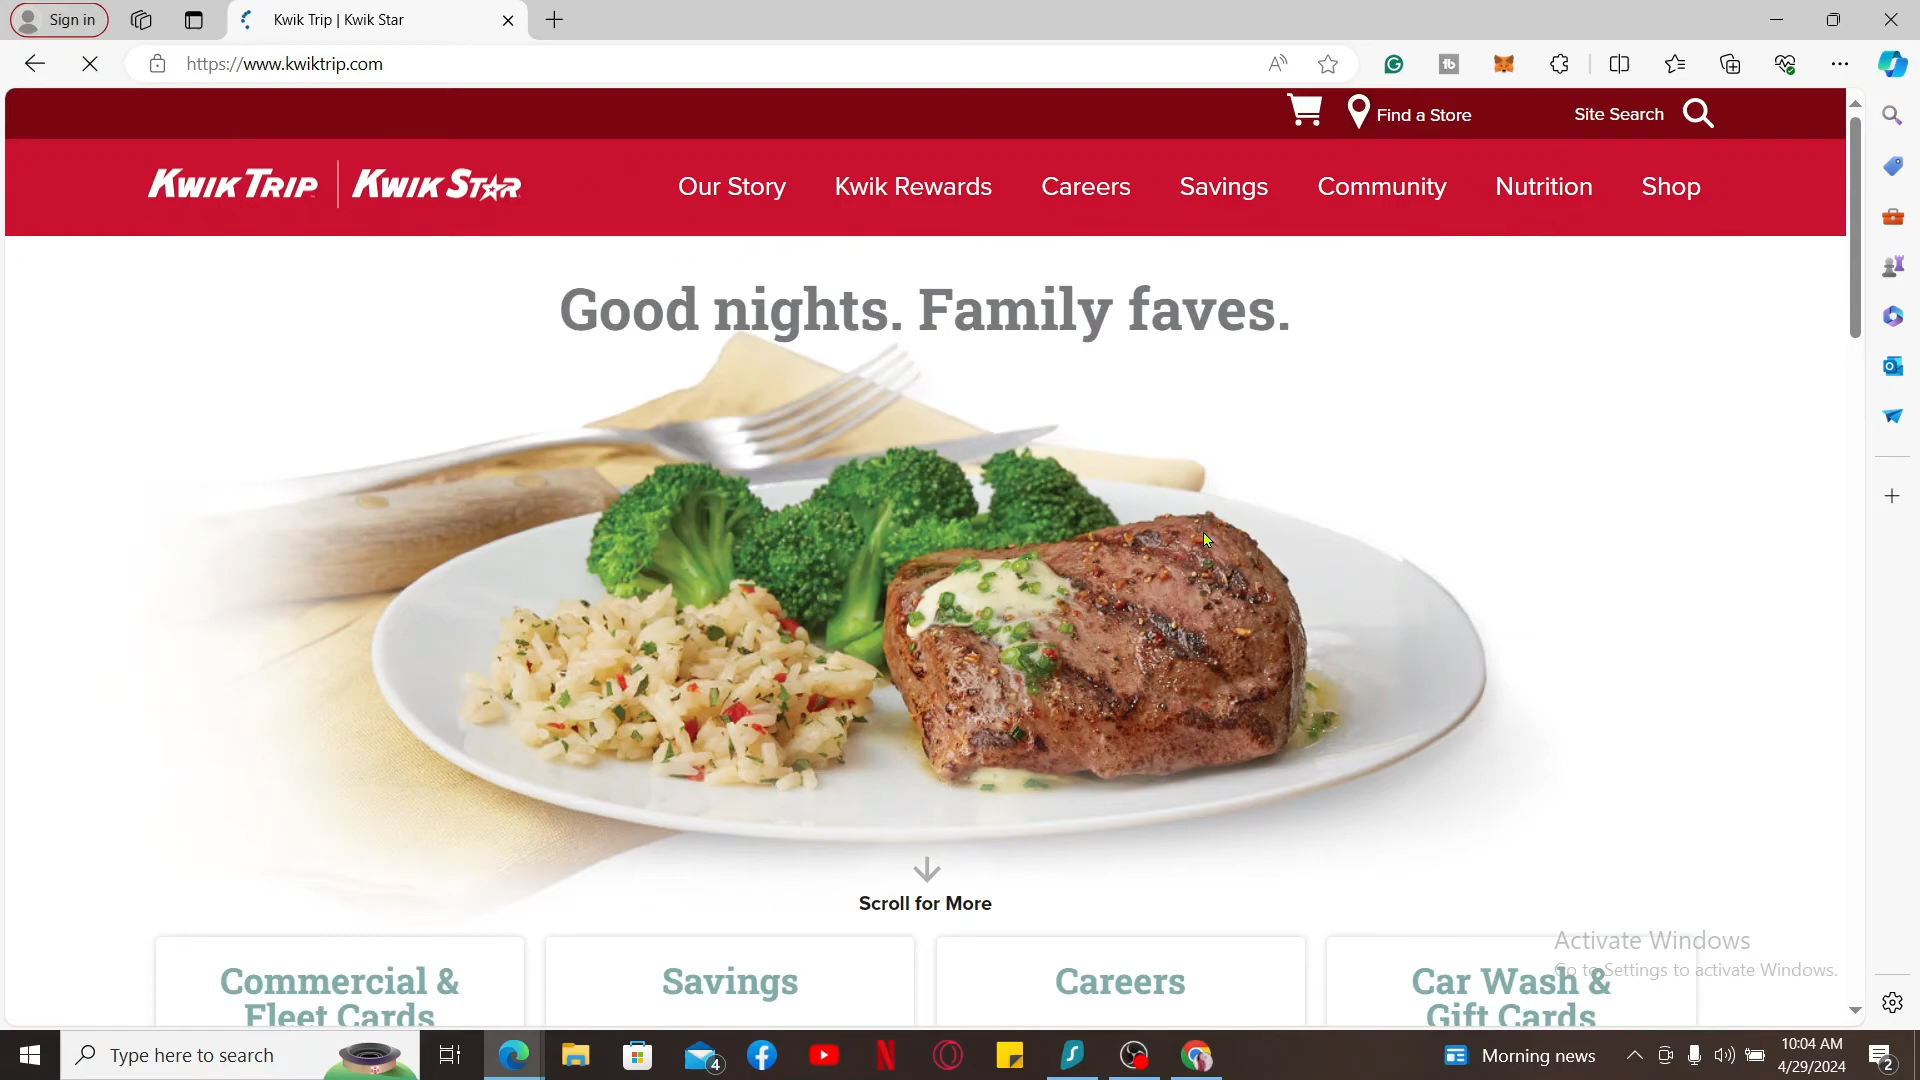 Sign in
Kwik Trip | Kwik Star
https://www.kwiktrip.com
Find a Store
Site Search
KWIK TRIP
KWIK STAR
Our Story
Kwik Rewards
Careers
Savings
Community
Nutrition
Shop
Good nights. Family faves.
Scroll for More
Commercial &
Fleet Cards
Savings
Careers
Car Wash &
Gift Cards
Activate Windows
Go to Settings to activate Windows.
Type here to search
4
Morning news
10:04 AM
4/29/2024
2